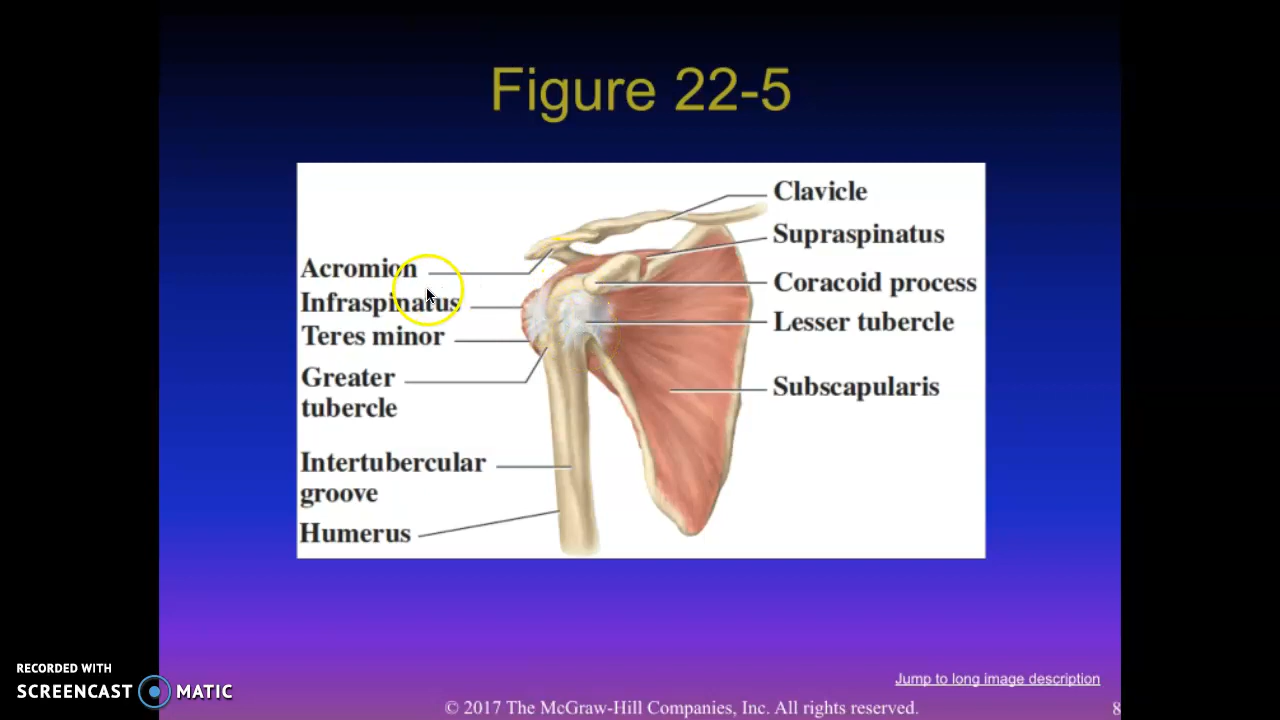 Figure 22-5
Acromion
Infraspinatus
Teres minor
Greater
tubercle
Intertubercular
groove
Humerus
Clavicle
Supraspinatus
Coracoid process
Lesser tubercle
Subscapularis
RECORDED WITH
SCREENCAST MATIC
Jump to long image description
© 2017 The McGraw-Hill Companies, Inc. All rights reserved.
8